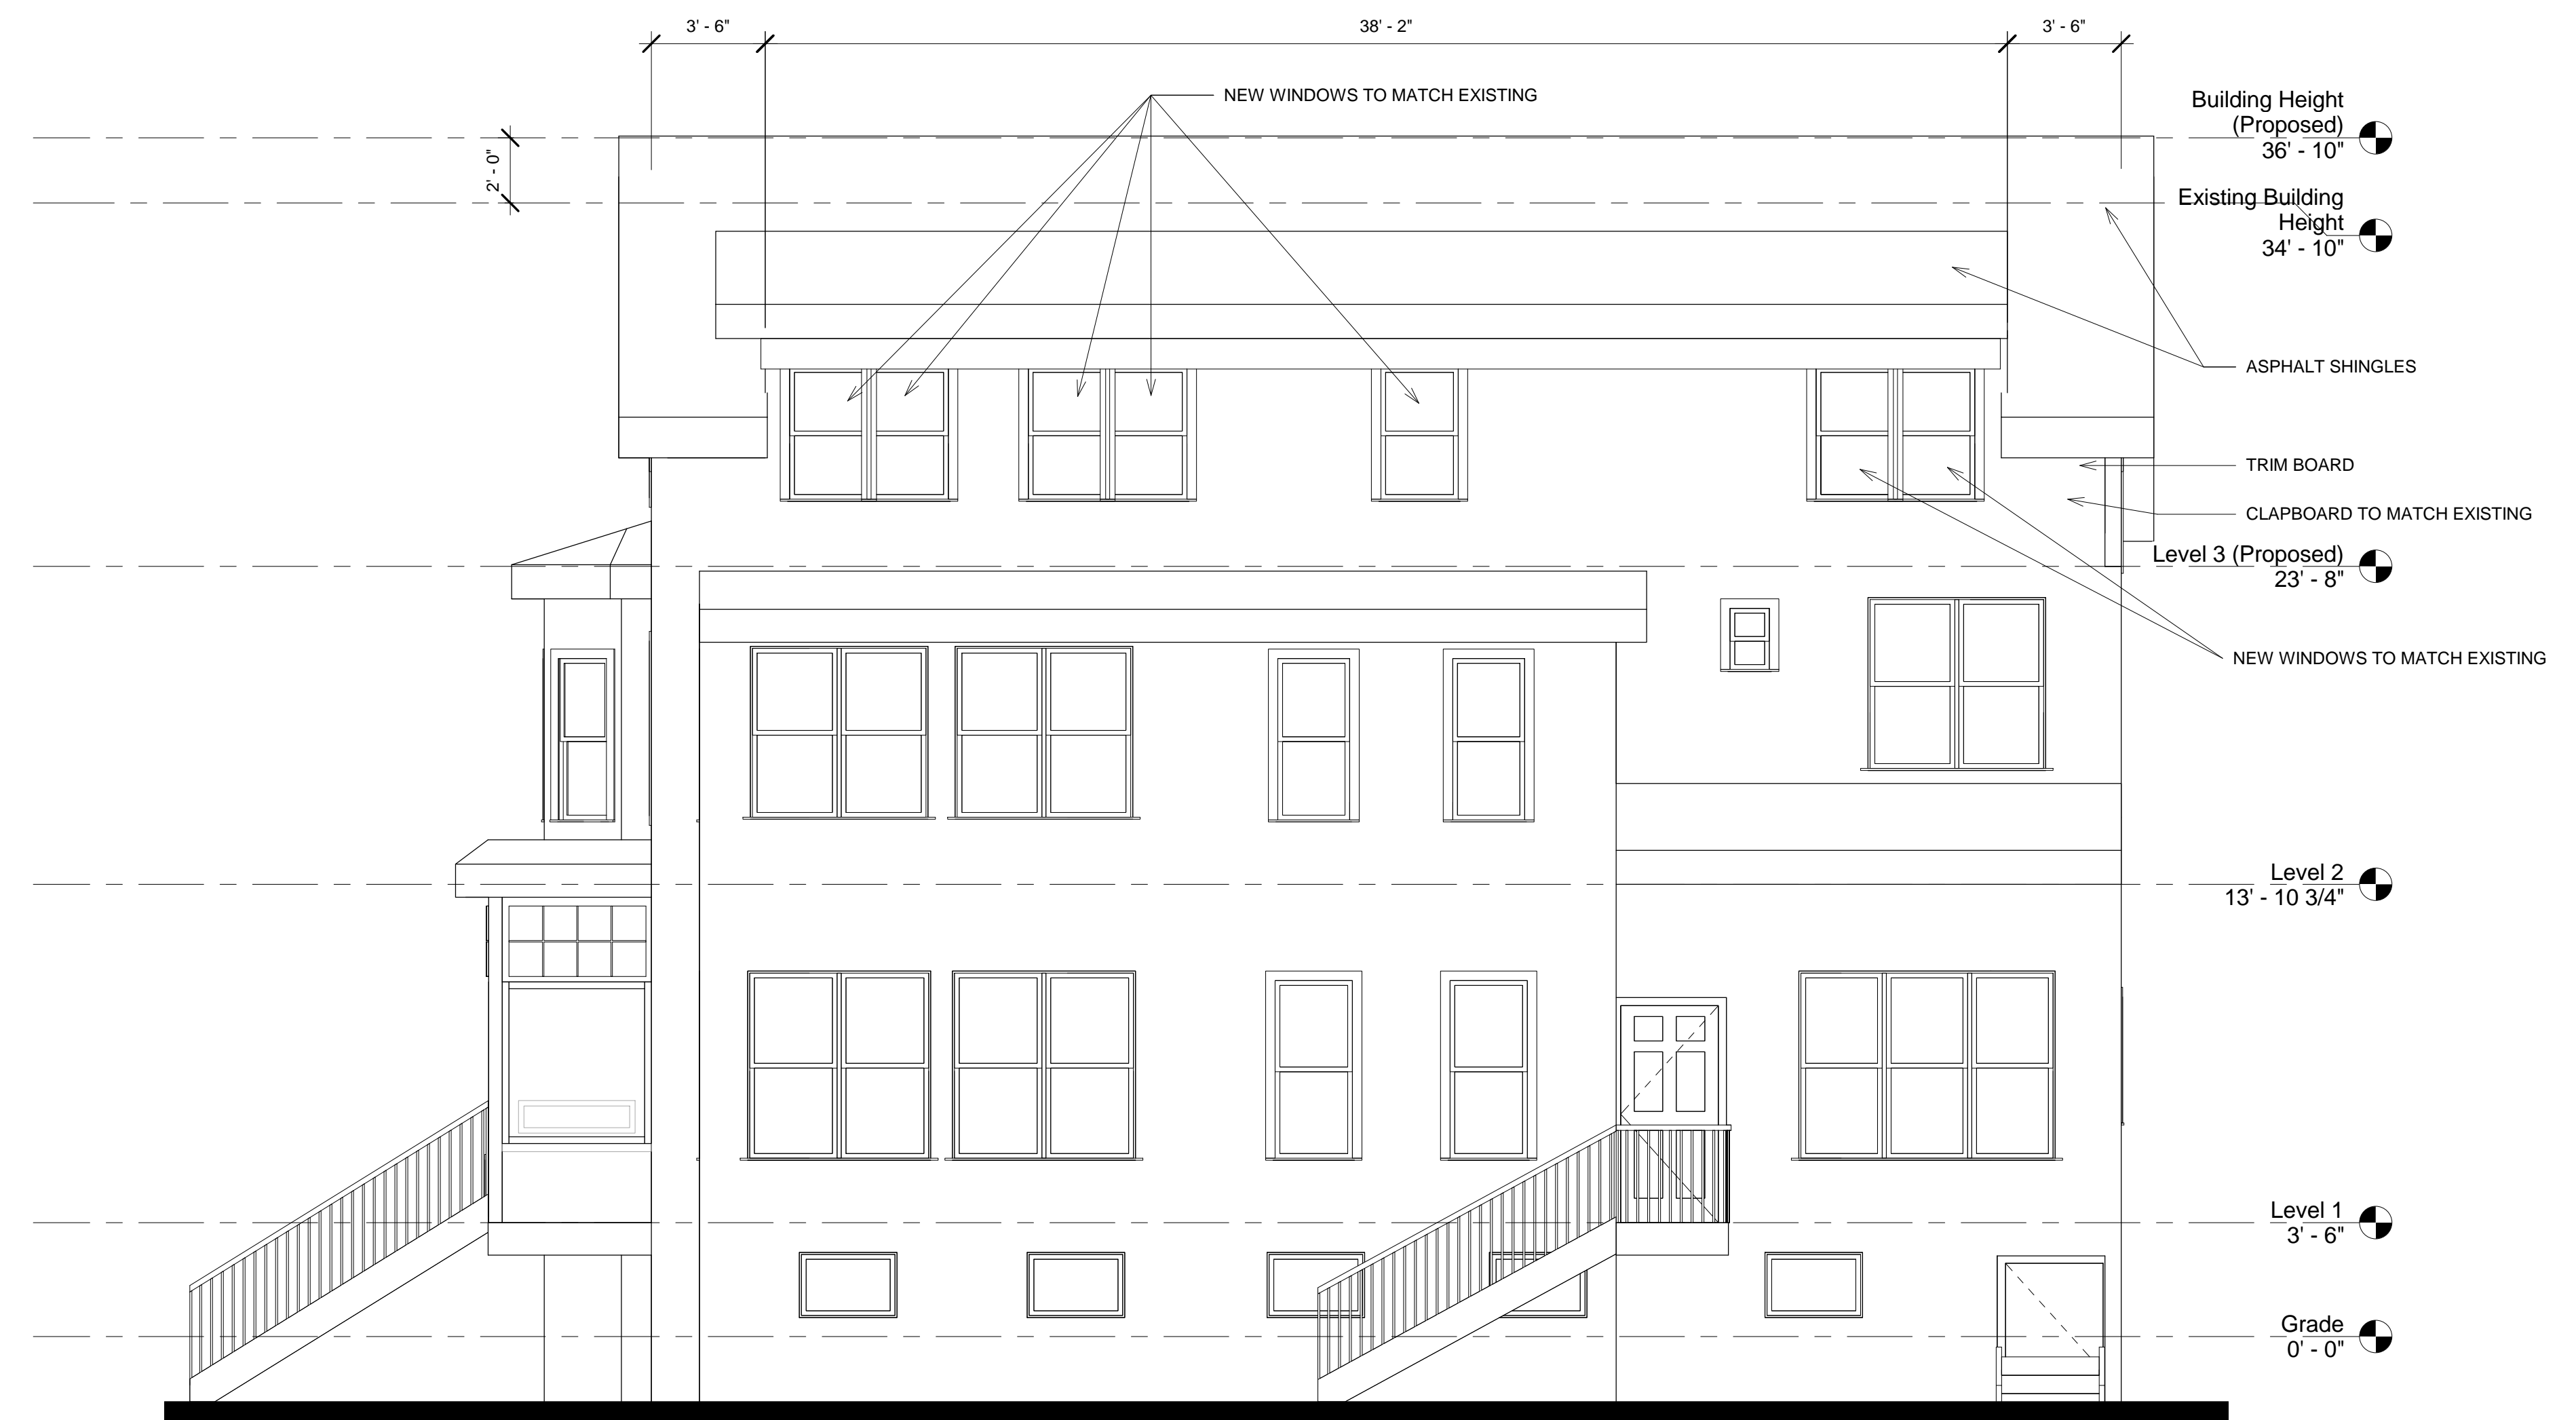 3' - 6"
38' - 2"
3' - 6"
NEW WINDOWS TO MATCH EXISTING
Building Height
(Proposed)
36' - 10"
2' - 0"
Existing Building
Height
34' - 10"
ASPHALT SHINGLES
TRIM BOARD
CLAPBOARD TO MATCH EXISTING
Level 3 (Proposed)
23' - 8"
NEW WINDOWS TO MATCH EXISTING
Level 2
13' - 10 3/4"
Level 1
3' - 6"
Grade
0' - 0"